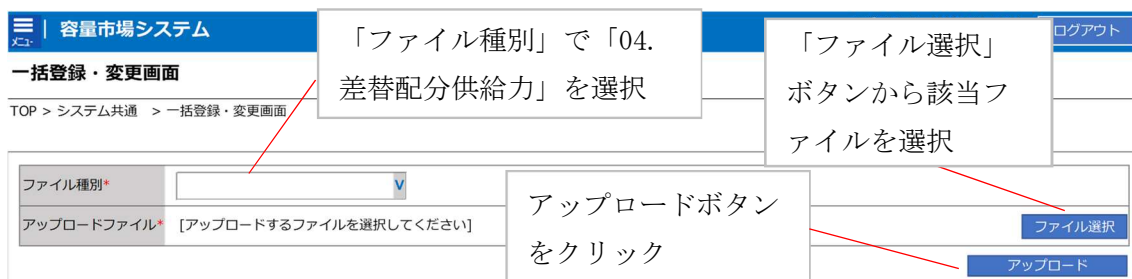 メニュー
容量市場システム
ログアウト
一括登録・変更画面
TOP > システム共通 > 一括登録・変更画面
「ファイル種別」で「04.
差替配分供給力」を選択
「ファイル選択」
ボタンから該当フ
ァイルを選択
ファイル種別*
V
アップロードファイル* [アップロードするファイルを選択してください]
ファイル選択
アップロードボタン
をクリック
アップロード